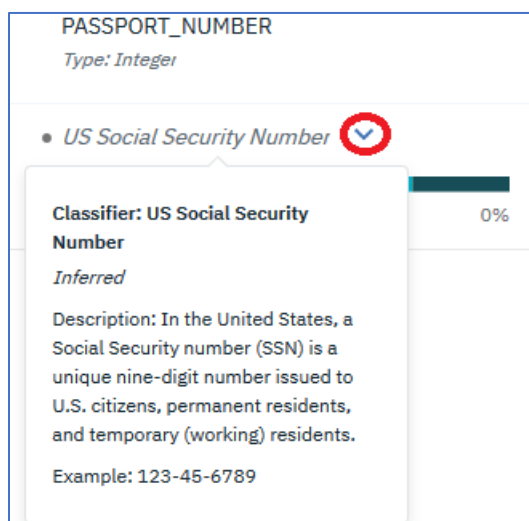 PASSPORT_NUMBER
Type: Integer
US Social Security Number
0%
Classifier: US Social Security
Number
Inferred
Description: In the United States, a
Social Security number (SSN) is a
unique nine-digit number issued to
U.S. citizens, permanent residents,
and temporary (working) residents.
Example: 123-45-6789